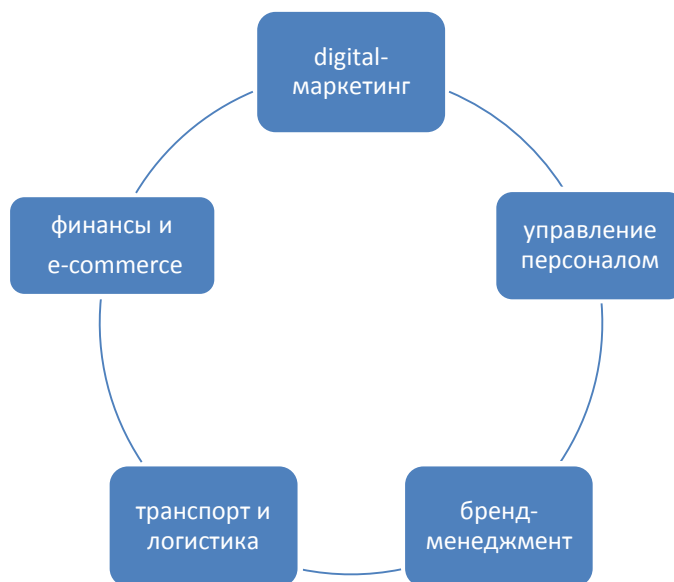 digital-
маркетинг
управление
персоналом
бренд-
менеджмент
транспорт и
логистика
финансы и
e-commerce